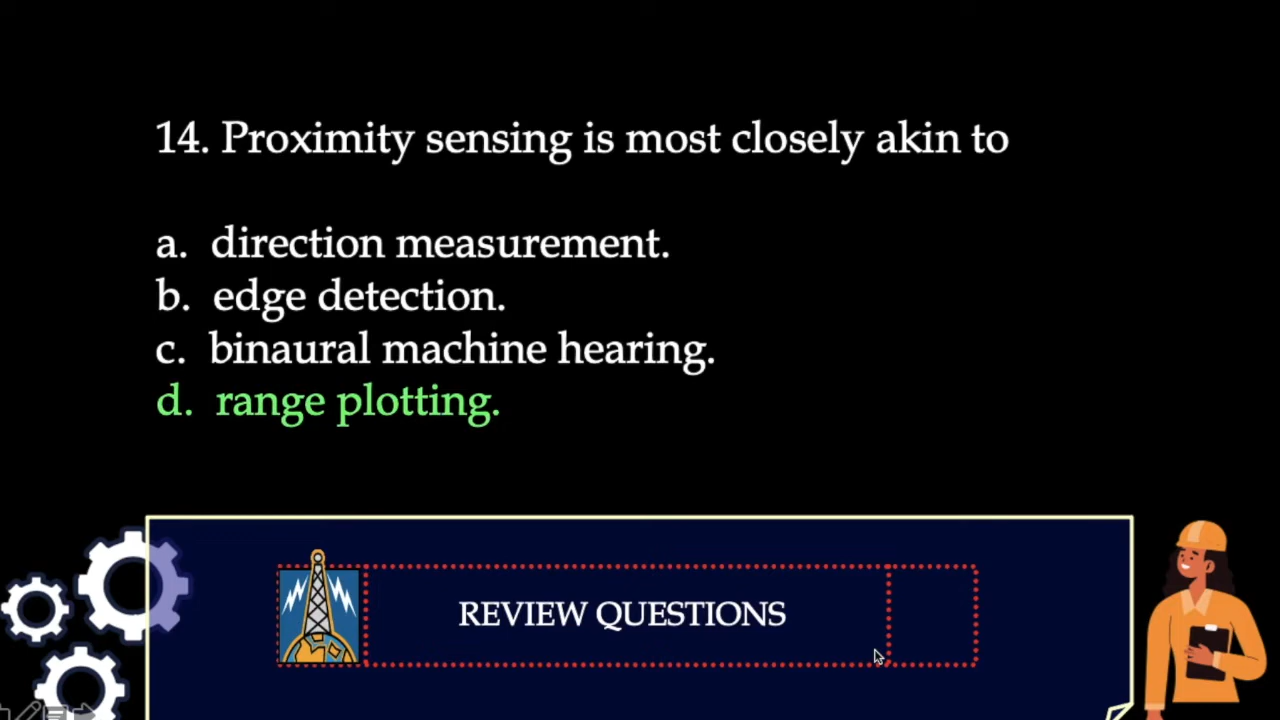 14. Proximity sensing is most closely akin to
a. direction measurement.
b. edge detection.
c. binaural machine hearing.
d. range plotting.
REVIEW QUESTIONS